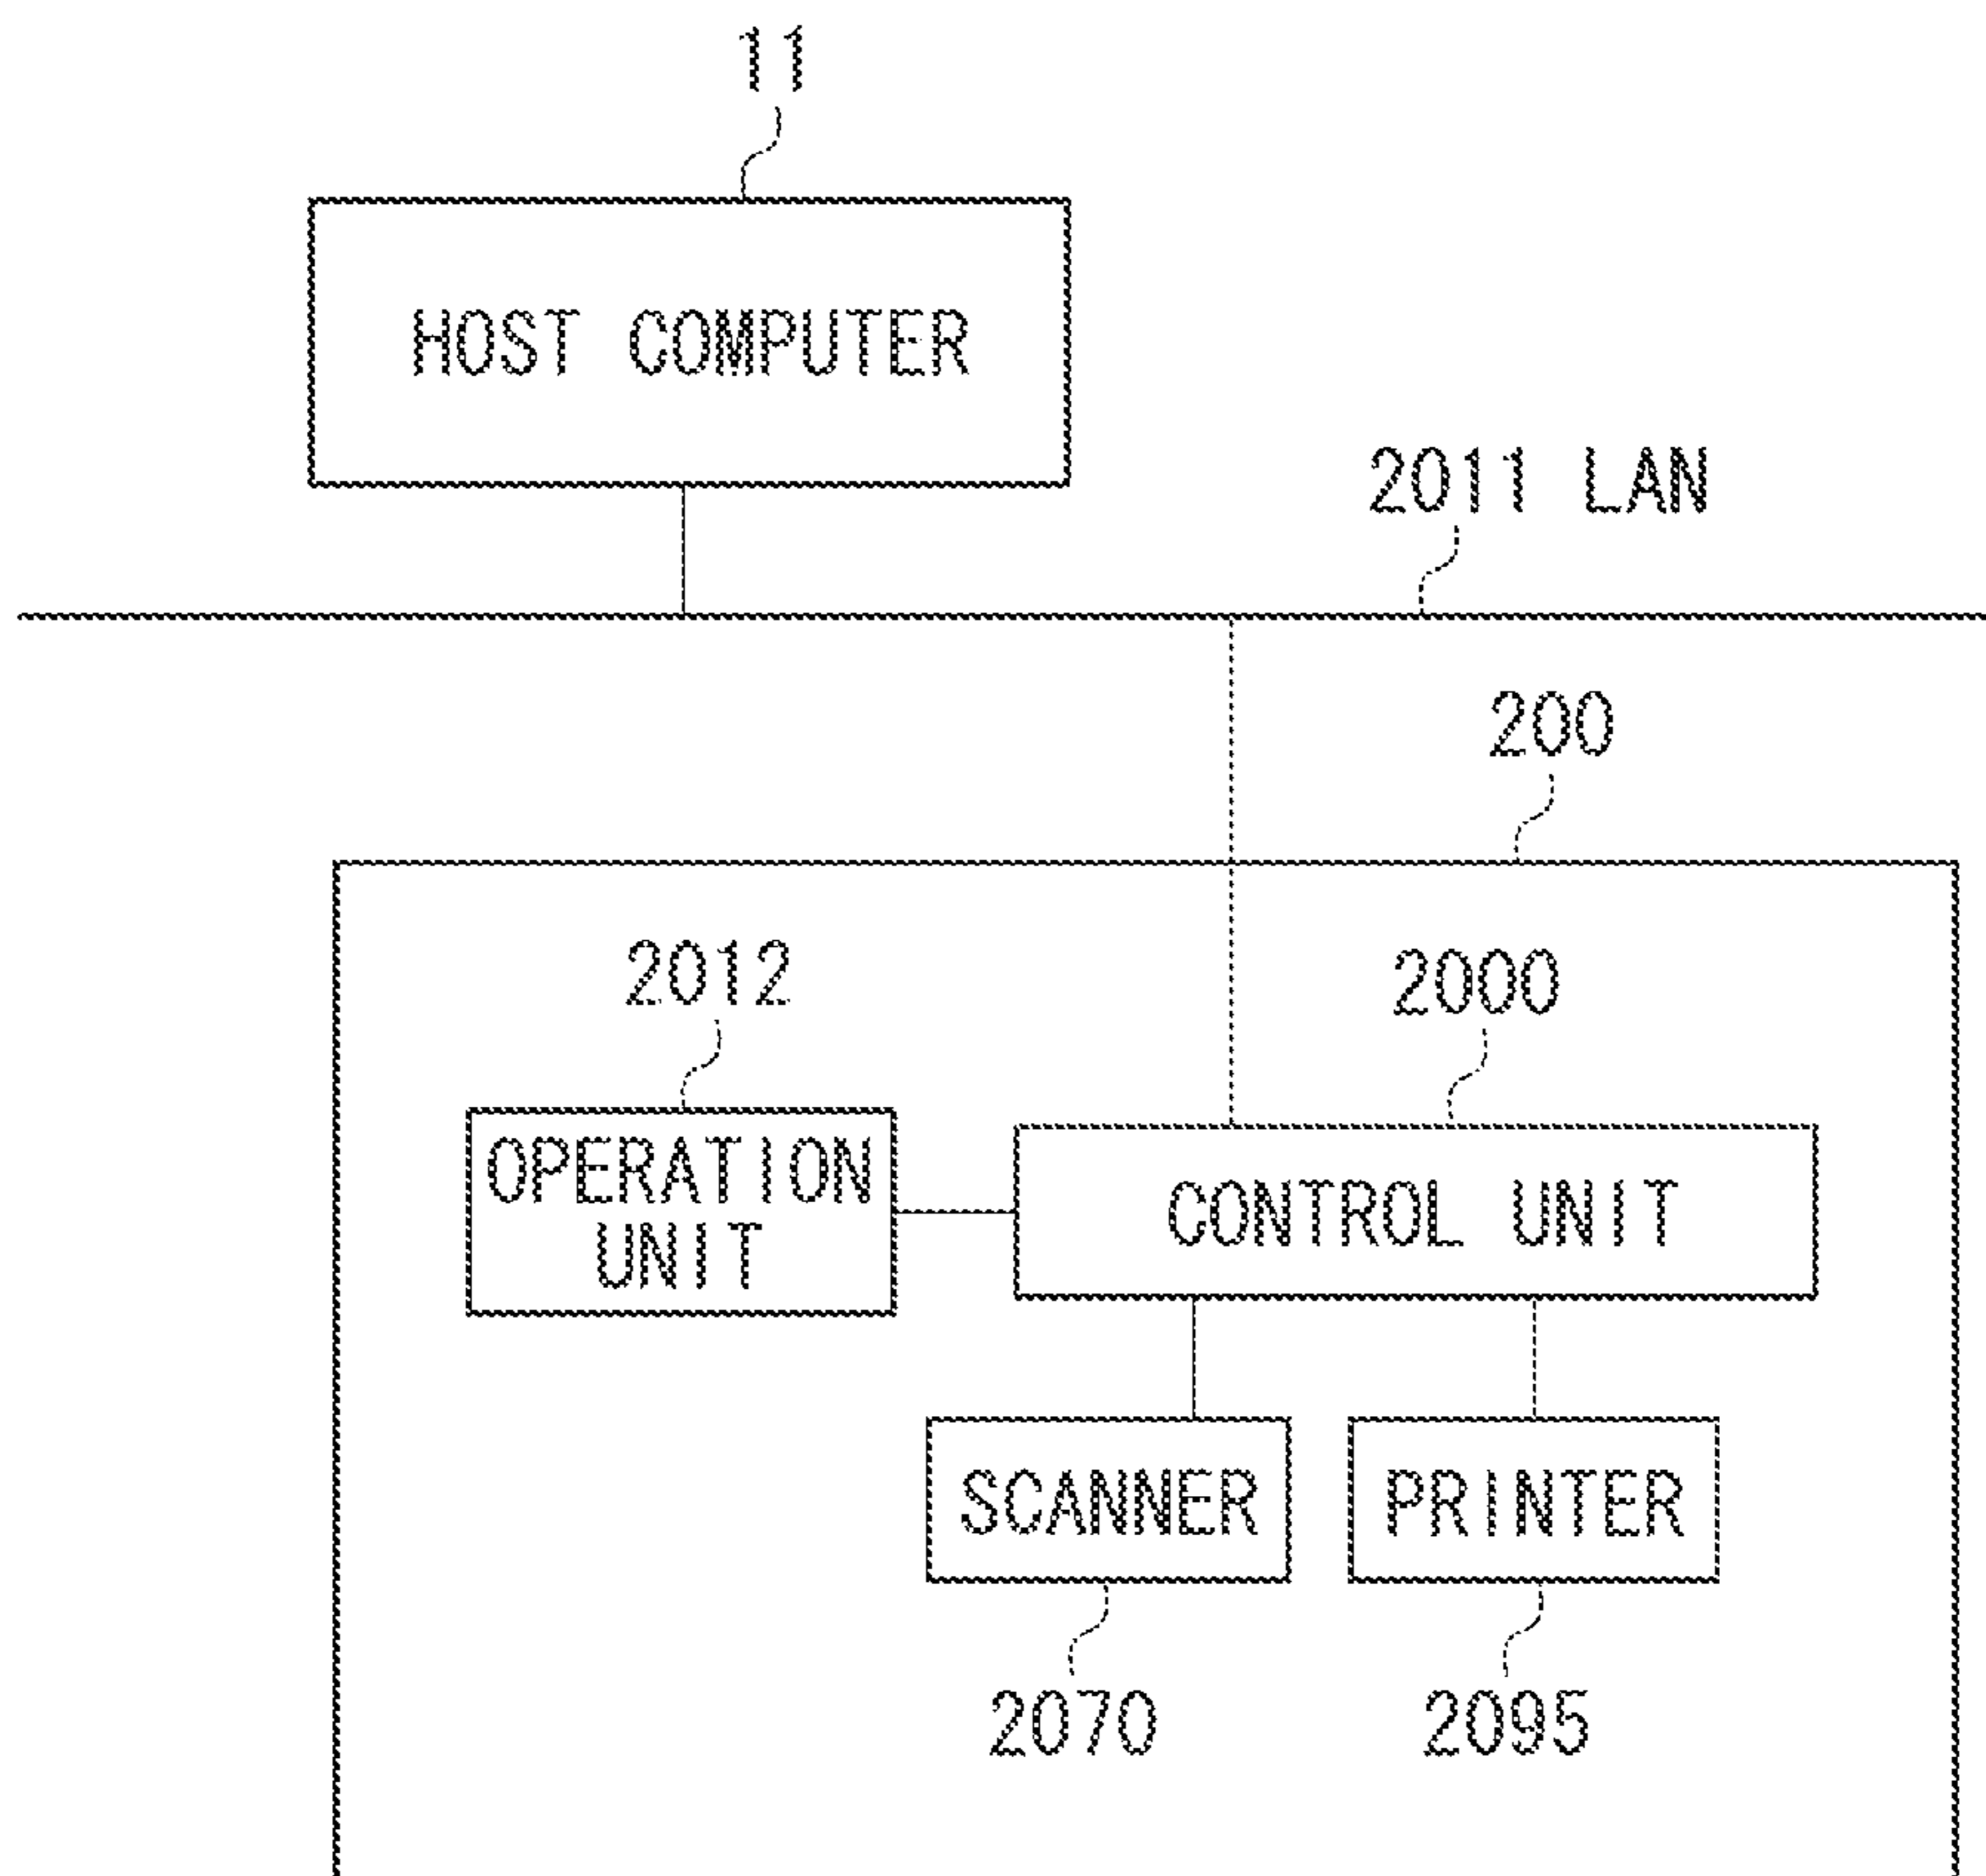 11
HOST COMPUTER
2011 LAN
200
2012
2000
OPERATION
UNIT
CONTROL UNIT
SCANNER
PRINTER
2070
2095